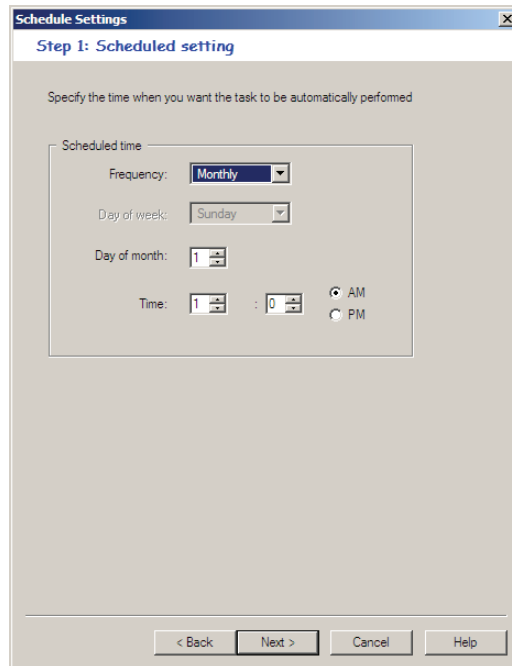 Schedule Settings
Step 1: Scheduled setting
Specify the time when you want the task to be automatically performed
Scheduled time
Frequency: Monthly
Day of week: Sunday
Day of month: 1
Time: 1 : 0 AM
PM
< Back Next > Cancel Help